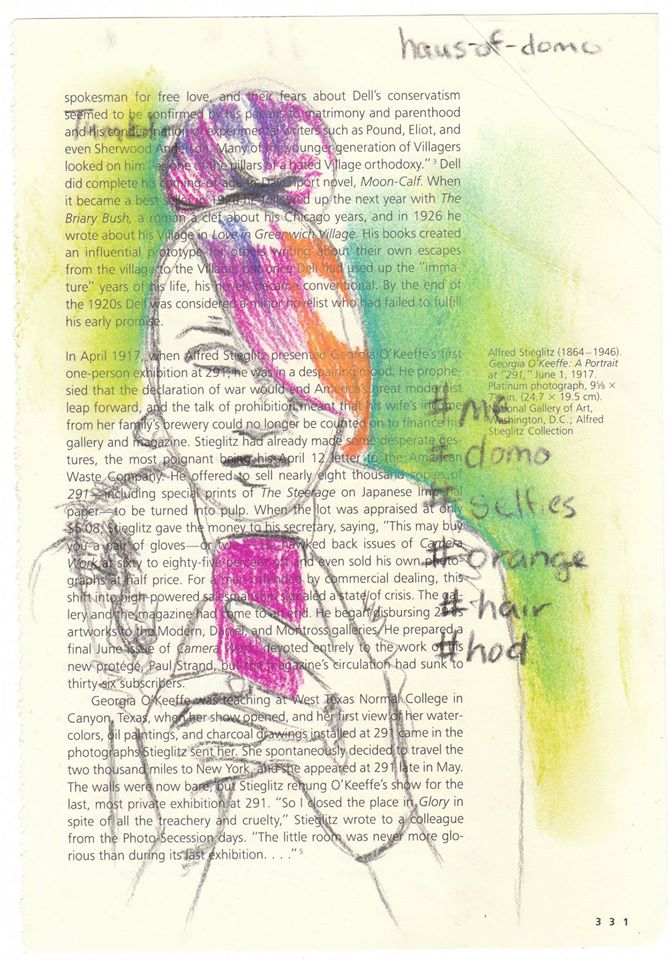 haus-of-domo
spokesman for free love, and their fears about Dell's conservatism
seemed to be confirmed by his paeans to matrimony and parenthood
and his condemnation of experimental writers such as Pound, Eliot, and
even Sherwood Anderson. Many of the younger generation of Villagers
looked on him "as one of the pillars of a hated Village orthodoxy."³ Dell
did complete his coming-of-age in Davenport novel, Moon-Calf. When
it became a best seller in 1920 he followed up the next year with The
Briary Bush, a roman à clef about his Chicago years, and in 1926 he
wrote about his Village in Love in Greenwich Village. His books created
an influential prototype for others writing about their own escapes
from the village to the Village, but once Dell had used up the "imma-
ture" years of his life, his novels became conventional. By the end of
the 1920s Dell was considered a minor novelist who had failed to fulfill
his early promise.
In April 1917, when Alfred Stieglitz presented Georgia O'Keeffe's first
one-person exhibition at 291, he was in a despairing mood. He prophe-
sied that the declaration of war would end America's great modernist
leap forward, and the talk of prohibition meant that his wife's income
from her family's brewery could no longer be counted on to finance his
gallery and magazine. Stieglitz had already made some desperate ges-
tures, the most poignant being his April 12 letter to the American
Waste Company. He offered to sell nearly eight thousand copies of
291—including special prints of The Steerage on Japanese Imperial
paper—to be turned into pulp. When the lot was appraised at only
$5.08, Stieglitz gave the money to his secretary, saying, "This may buy
you a pair of gloves—or two." He hawked back issues of Camera
Work at sixty to eighty-five percent off and even sold his own photo-
graphs at half price. For a man offended by commercial dealing, this
shift into high-powered salesmanship signaled a state of crisis. The gal-
lery and the magazine had come to an end. He began disbursing 291
artworks to the Modern, Daniel, and Montross galleries. He prepared a
final June issue of Camera Work, devoted entirely to the work of his
new protégé, Paul Strand, but the magazine's circulation had sunk to
thirty-six subscribers.
Georgia O'Keeffe was teaching at West Texas Normal College in
Canyon, Texas, when her show opened, and her first view of her water-
colors, oil paintings, and charcoal drawings installed at 291 came in the
photographs Stieglitz sent her. She spontaneously decided to travel the
two thousand miles to New York, and she appeared at 291 late in May.
The walls were now bare, but Stieglitz rehung O'Keeffe's show for the
last, most private exhibition at 291. "So I closed the place in Glory in
spite of all the treachery and cruelty," Stieglitz wrote to a colleague
from the Photo-Secession days. "The little room was never more glo-
rious than during its last exhibition. . . ."⁵
Alfred Stieglitz (1864–1946).
Georgia O'Keeffe: A Portrait
at "291," June 1, 1917.
Platinum photograph, 9⅝ ×
in. (24.7 × 19.5 cm).
National Gallery of Art,
Washington, D.C.; Alfred
Stieglitz Collection
#me
#domo
#selfies
#orange
#hair
#hod
331